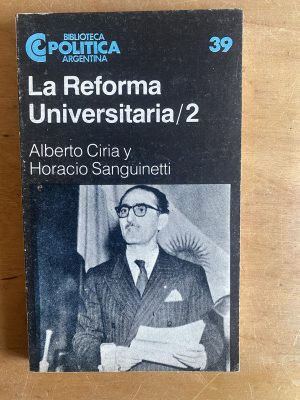 BIBLIOTECA
POLITICA
ARGENTINA
39
La Reforma
Universitaria/2
Alberto Ciria y
Horacio Sanguinetti